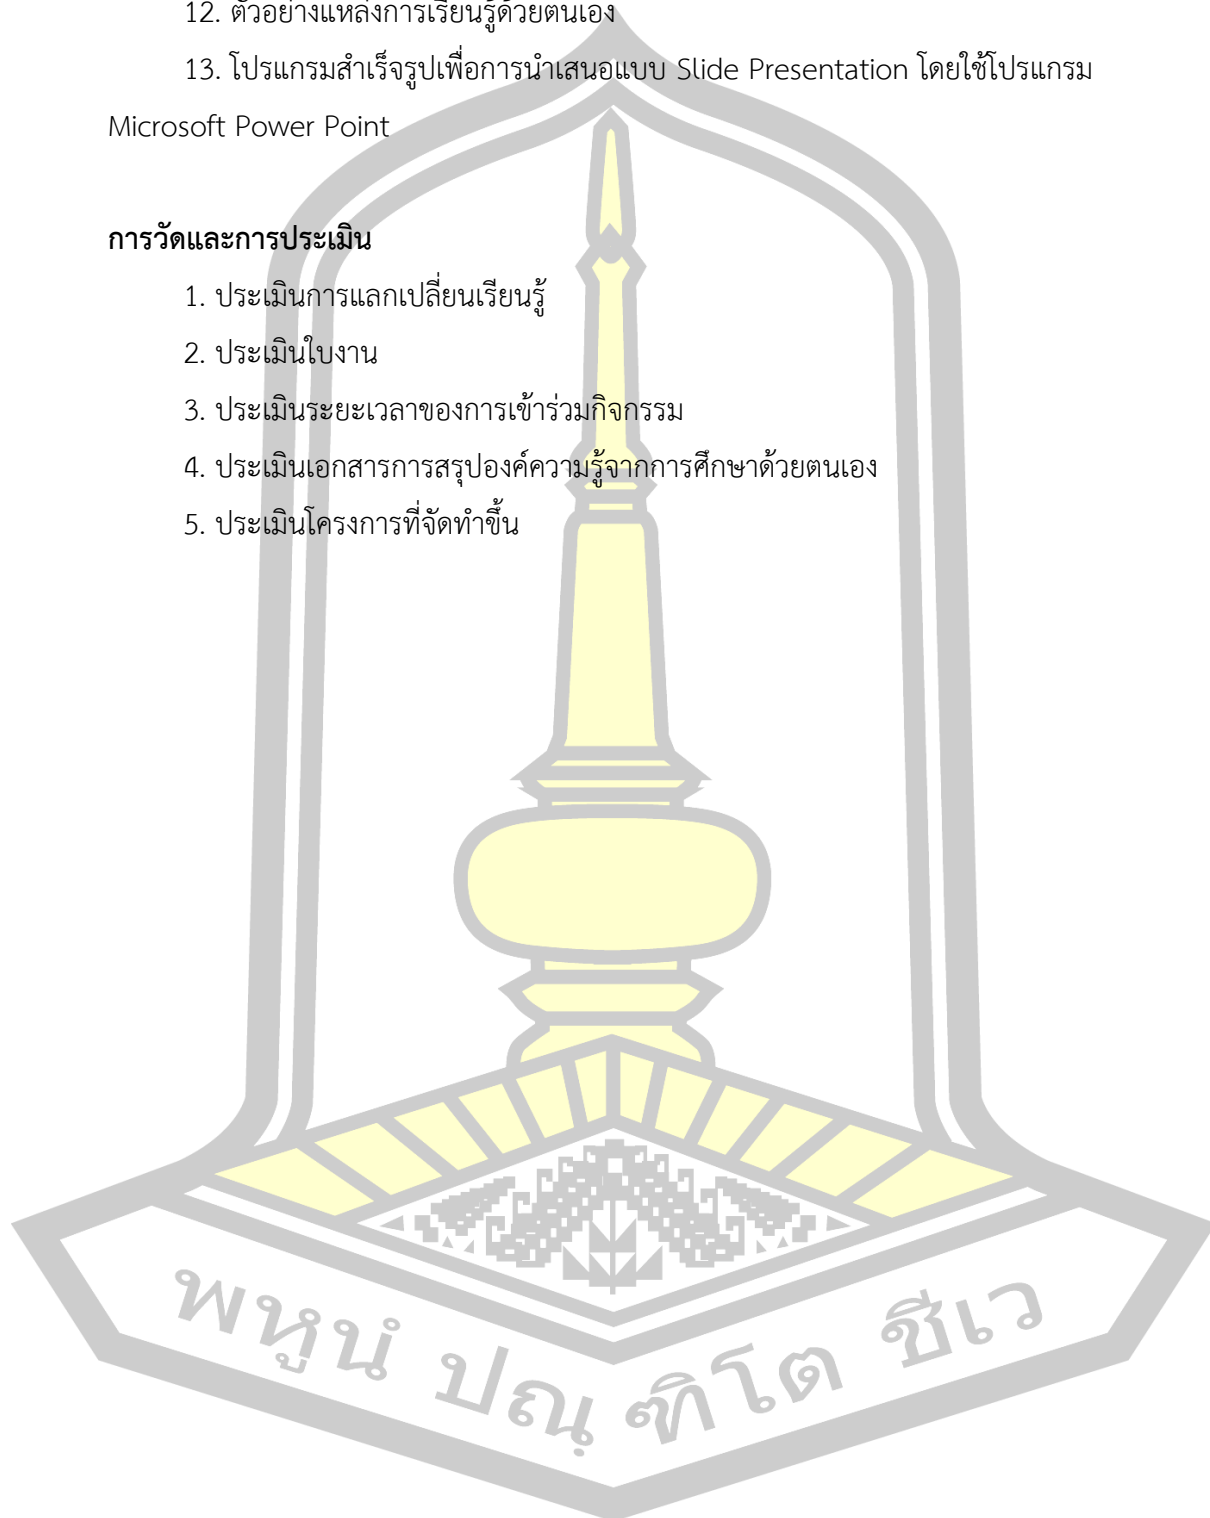 12. ตัวอย่างแหล่งการเรียนรู้ด้วยตนเอง
13. โปรแกรมสำเร็จรูปเพื่อการนำเสนอแบบ Slide Presentation โดยใช้โปรแกรม
Microsoft Power Point
การวัดและการประเมิน
1. ประเมินการแลกเปลี่ยนเรียนรู้
2. ประเมินใบงาน
3. ประเมินระยะเวลาของการเข้าร่วมกิจกรรม
4. ประเมินเอกสารการสรุปองค์ความรู้จากการศึกษาด้วยตนเอง
5. ประเมินโครงการที่จัดทำขึ้น
พหูนํ ปณฺฑิโต ชีเว